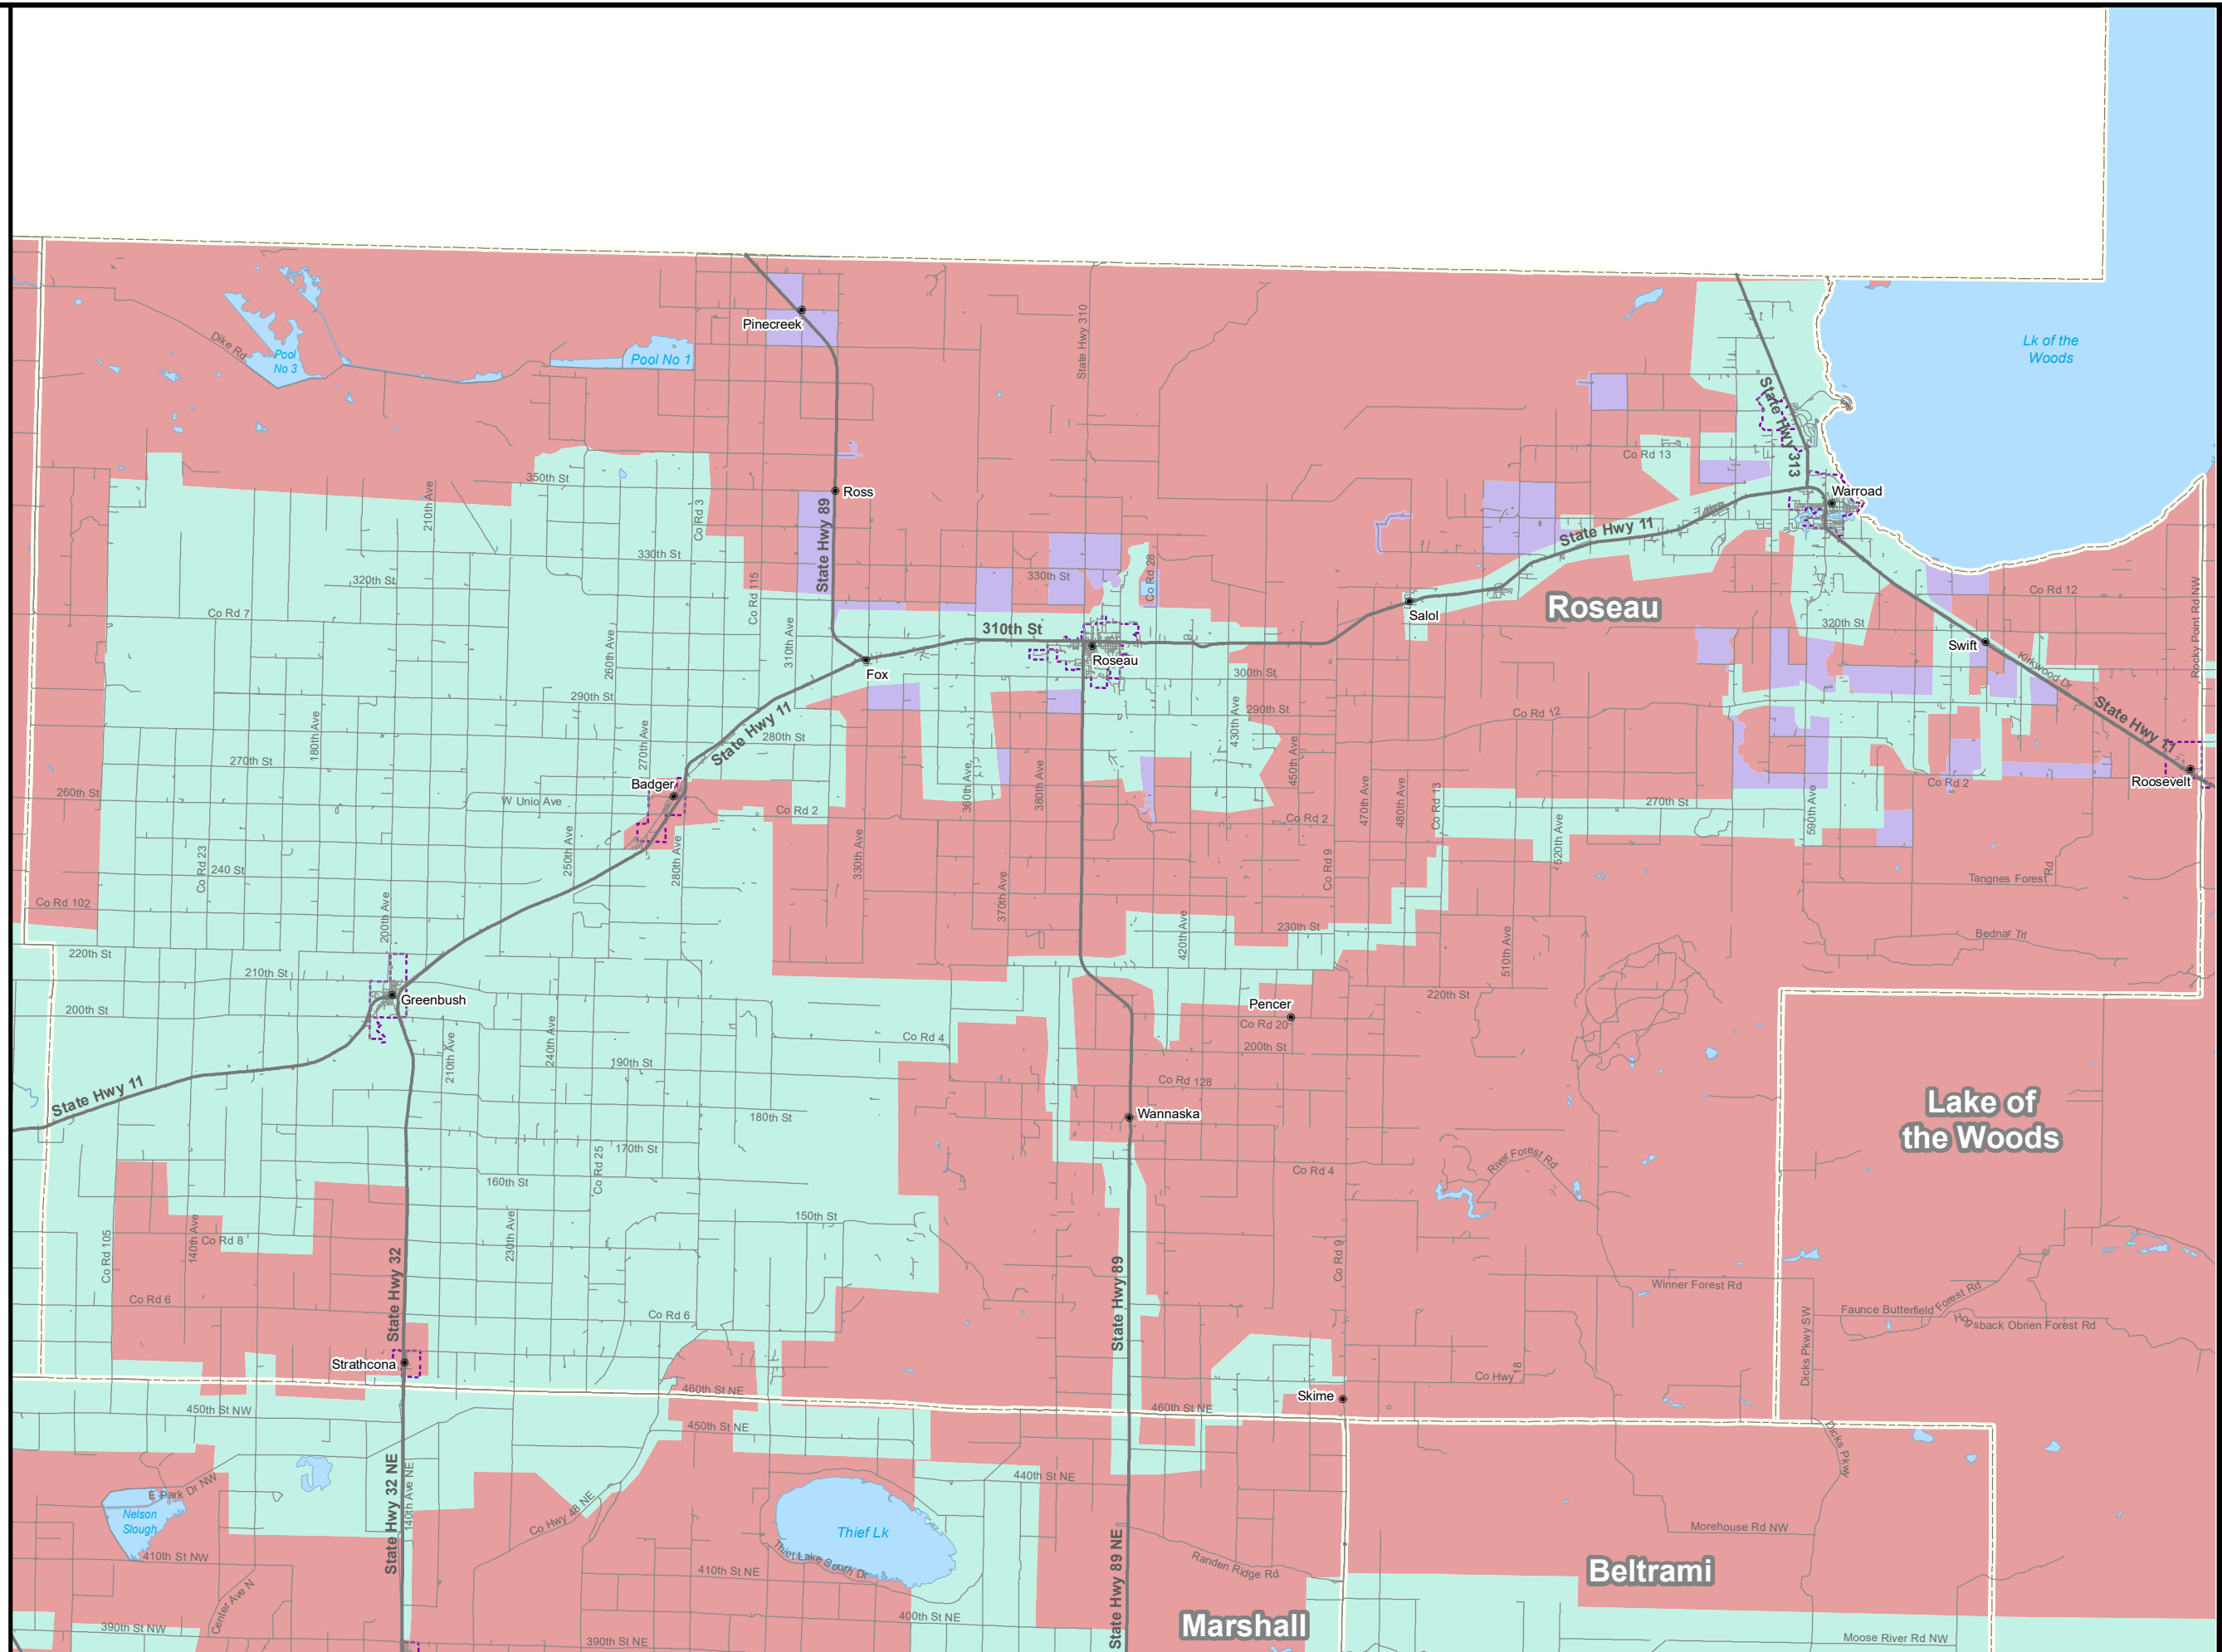 Lk of the
Woods
State Hwy 310
Pinecreek
Dike Rd
Pool
No 3
Pool No 1
State Hwy 313
Co Rd 13
350th St
210th Ave
Co Rd 3
Ross
State Hwy 89
Warroad
State Hwy 11
330th St
330th St
Co Rd 28
320th St
Co Rd 115
Co Rd 12
Rocky Point Rd NW
Co Rd 7
Salol
Roseau
320th St
260th Ave
310th Ave
310th St
Roseau
Swift
Kirkwood Dr
Fox
300th St
290th St
290th St
430th Ave
Co Rd 12
State Hwy 11
180th Ave
270th Ave
State Hwy 11
280th St
450th Ave
270th St
360th Ave
380th Ave
Roosevelt
Badger
Co Rd 2
260th St
W Unio Ave
Co Rd 2
Co Rd 2
470th Ave
480th Ave
Co Rd 13
270th St
590th Ave
250th Ave
280th Ave
330th Ave
520th Ave
Co Rd 23
240 St
Co Rd 9
370th Ave
Tangnes Forest Rd
Co Rd 102
200th Ave
420th Ave
230th St
510th Ave
Bednar Trl
220th St
210th St
Greenbush
220th St
200th St
Pencer
Co Rd 20
240th Ave
210th Ave
Co Rd 4
200th St
190th St
Co Rd 128
State Hwy 11
180th St
Wannaska
Lake of
the Woods
170th St
Co Rd 25
160th St
Co Rd 4
River Forest Rd
150th St
230th Ave
140th Ave
Co Rd 8
Co Rd 105
State Hwy 32
State Hwy 89
Co Rd 9
Winner Forest Rd
Co Rd 6
Co Rd 6
Faunce Butterfield Forest Rd
Hogsback Obrien Forest Rd
Dicks Pkwy SW
Strathcona
Co Hwy 18
460th St NE
Skime
450th St NW
460th St NE
450th St NE
Dicks Pkwy
State Hwy 32 NE
140th Ave NE
E Park Dr NW
440th St NE
Nelson
Slough
Co Hwy 48 NE
Thief Lk
Morehouse Rd NW
410th St NW
Thief Lake South Dr
State Hwy 89 NE
Randen Ridge Rd
410th St NE
Beltrami
Center Ave N
400th St NE
Marshall
390th St NW
390th St NE
Moose River Rd NW